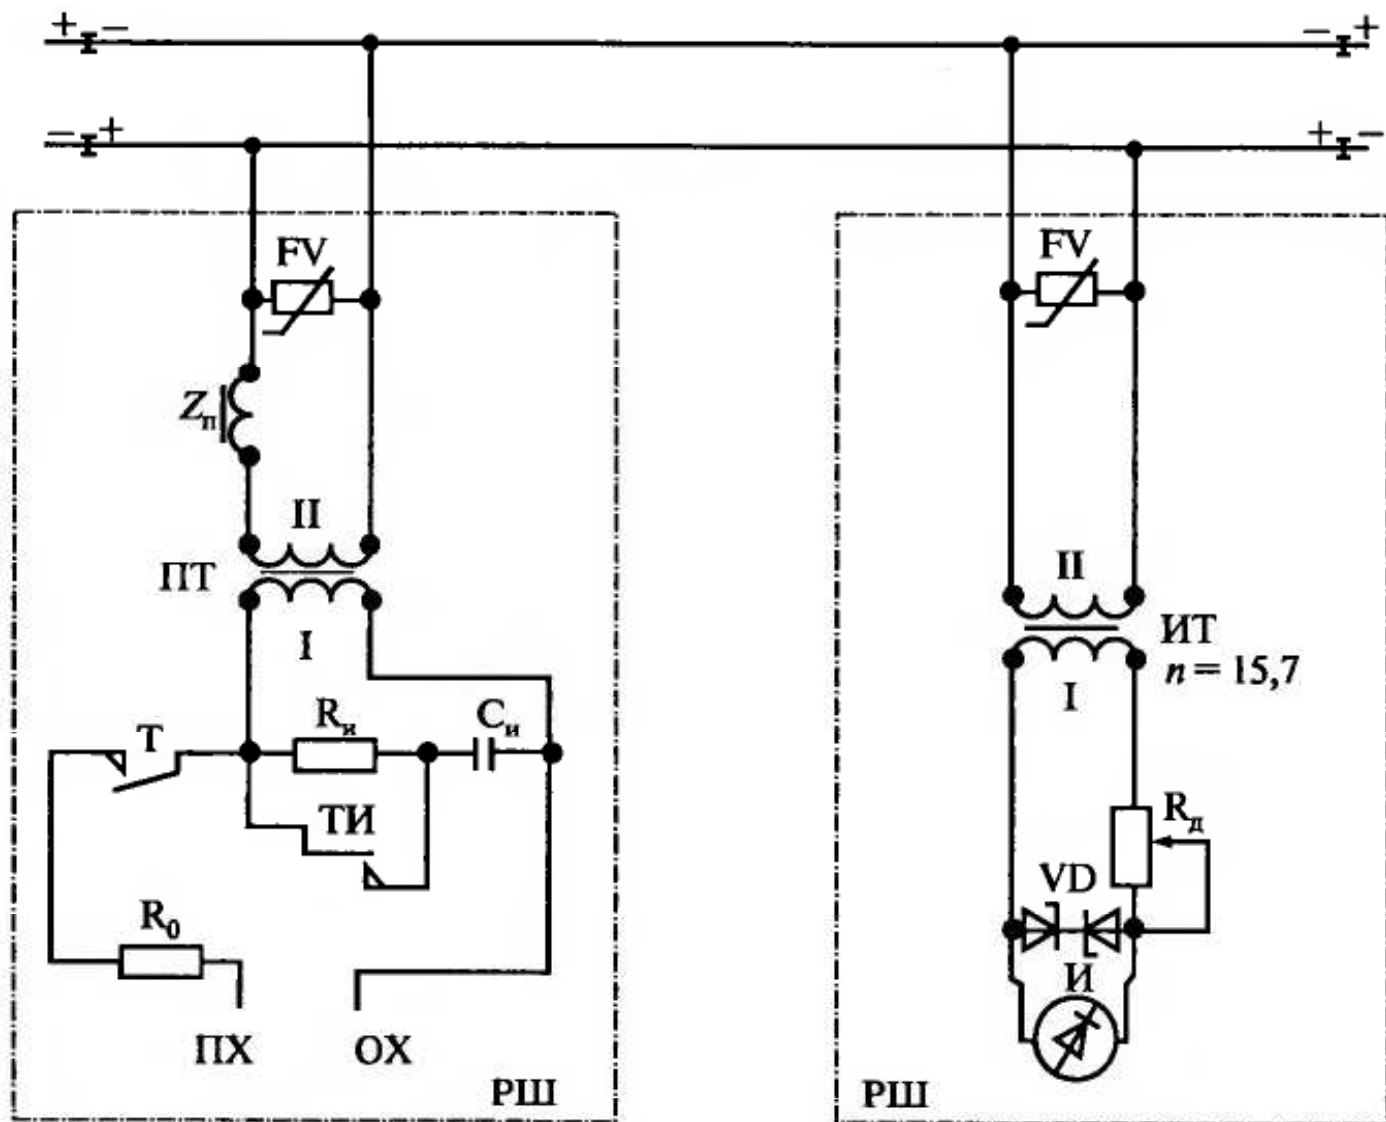 + − − +
− + + −
FV FV
Zп
II
ПТ
I
II
ИТ
n = 15,7
I
T Rи Cи
ТИ
Rд
VD
R0
И
ПХ ОХ
РШ РШ